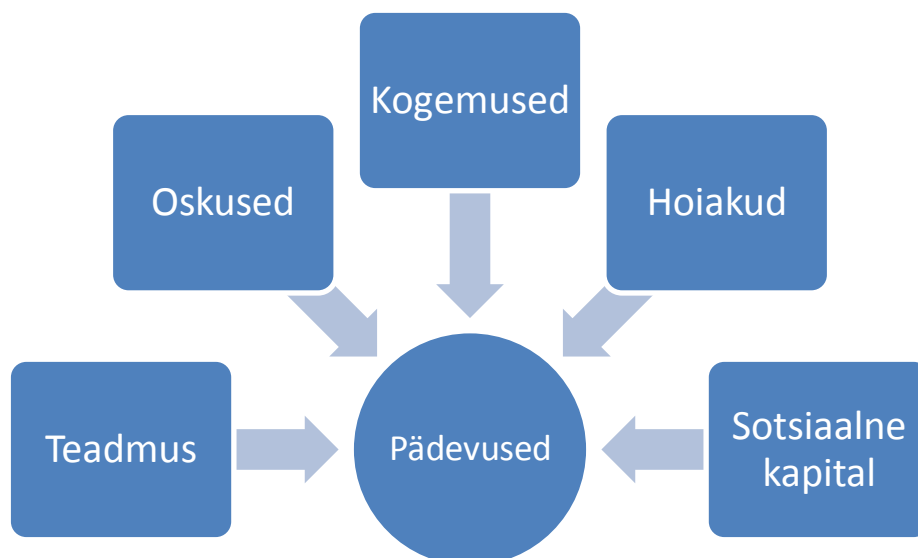 Kogemused
Oskused
Hoiakud
Teadmus
Pädevused
Sotsiaalne
kapital